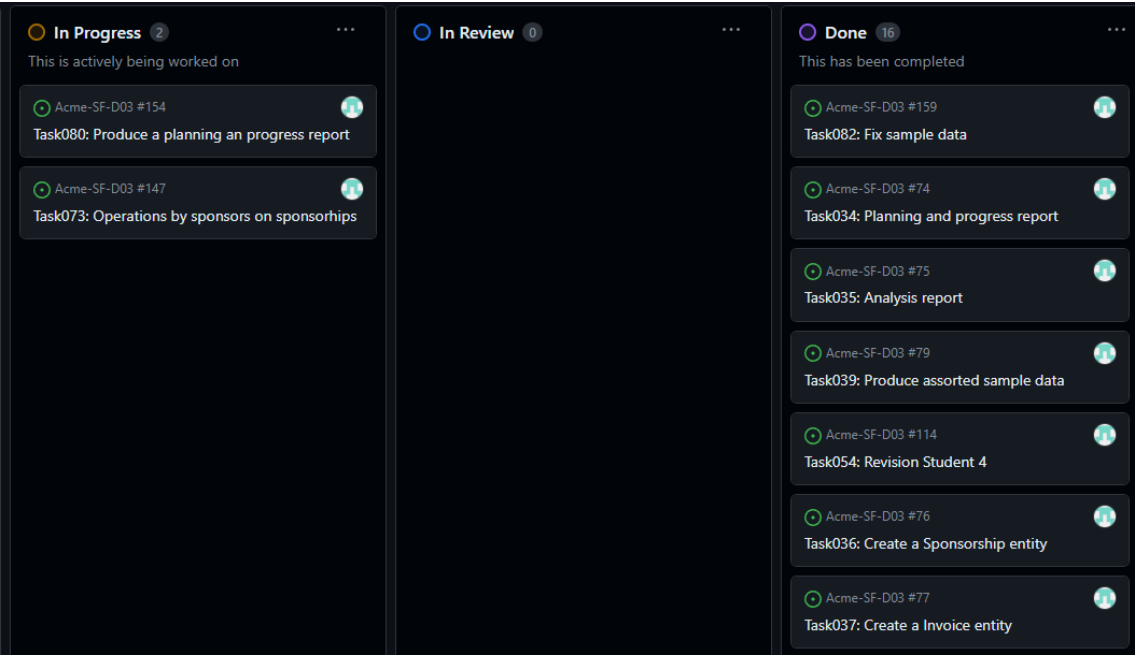 In Progress 2 ...
This is actively being worked on
Acme-SF-D03 #154
Task080: Produce a planning an progress report
Acme-SF-D03 #147
Task073: Operations by sponsors on sponsorhips
In Review 0 ...
Done 16 ...
This has been completed
Acme-SF-D03 #159
Task082: Fix sample data
Acme-SF-D03 #74
Task034: Planning and progress report
Acme-SF-D03 #75
Task035: Analysis report
Acme-SF-D03 #79
Task039: Produce assorted sample data
Acme-SF-D03 #114
Task054: Revision Student 4
Acme-SF-D03 #76
Task036: Create a Sponsorship entity
Acme-SF-D03 #77
Task037: Create a Invoice entity